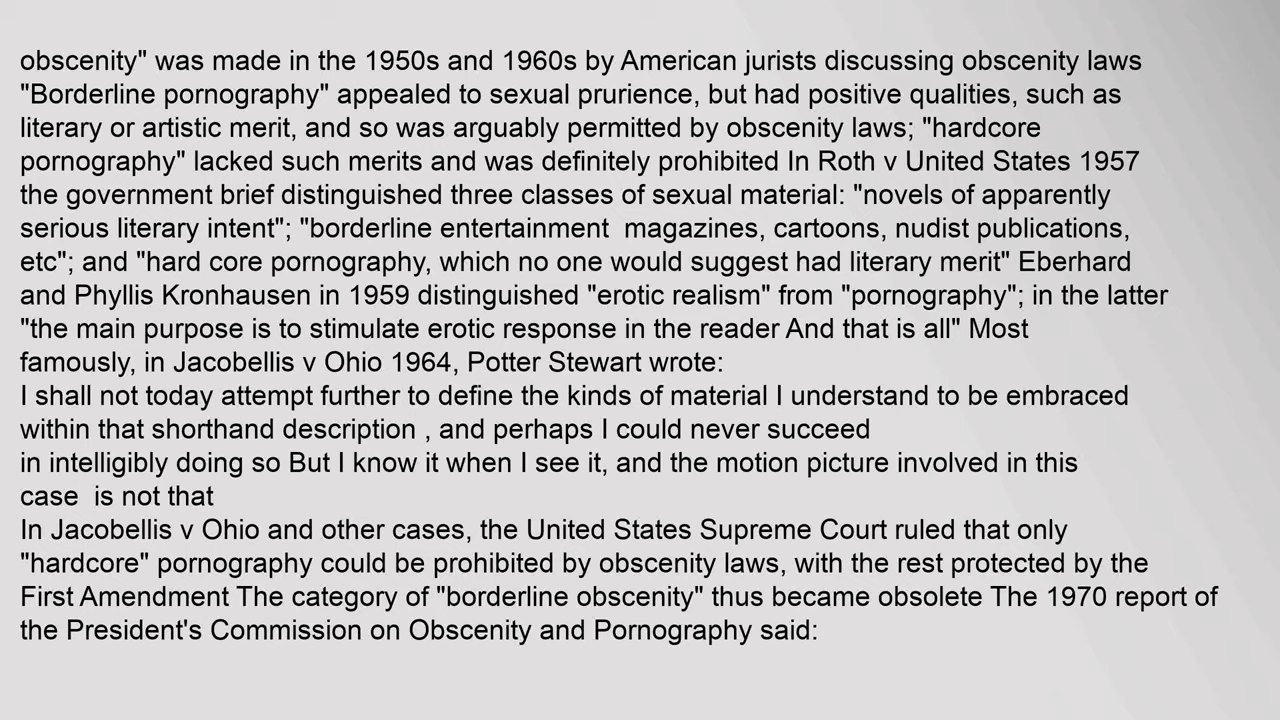 obscenity" was made in the 1950s and 1960s by American jurists discussing obscenity laws
"Borderline pornography" appealed to sexual prurience, but had positive qualities, such as
literary or artistic merit, and so was arguably permitted by obscenity laws; "hardcore
pornography" lacked such merits and was definitely prohibited In Roth v United States 1957
the government brief distinguished three classes of sexual material: "novels of apparently
serious literary intent"; "borderline entertainment  magazines, cartoons, nudist publications,
etc"; and "hard core pornography, which no one would suggest had literary merit" Eberhard
and Phyllis Kronhausen in 1959 distinguished "erotic realism" from "pornography"; in the latter
"the main purpose is to stimulate erotic response in the reader And that is all" Most
famously, in Jacobellis v Ohio 1964, Potter Stewart wrote:
I shall not today attempt further to define the kinds of material I understand to be embraced
within that shorthand description , and perhaps I could never succeed
in intelligibly doing so But I know it when I see it, and the motion picture involved in this
case  is not that
In Jacobellis v Ohio and other cases, the United States Supreme Court ruled that only
"hardcore" pornography could be prohibited by obscenity laws, with the rest protected by the
First Amendment The category of "borderline obscenity" thus became obsolete The 1970 report of
the President's Commission on Obscenity and Pornography said: